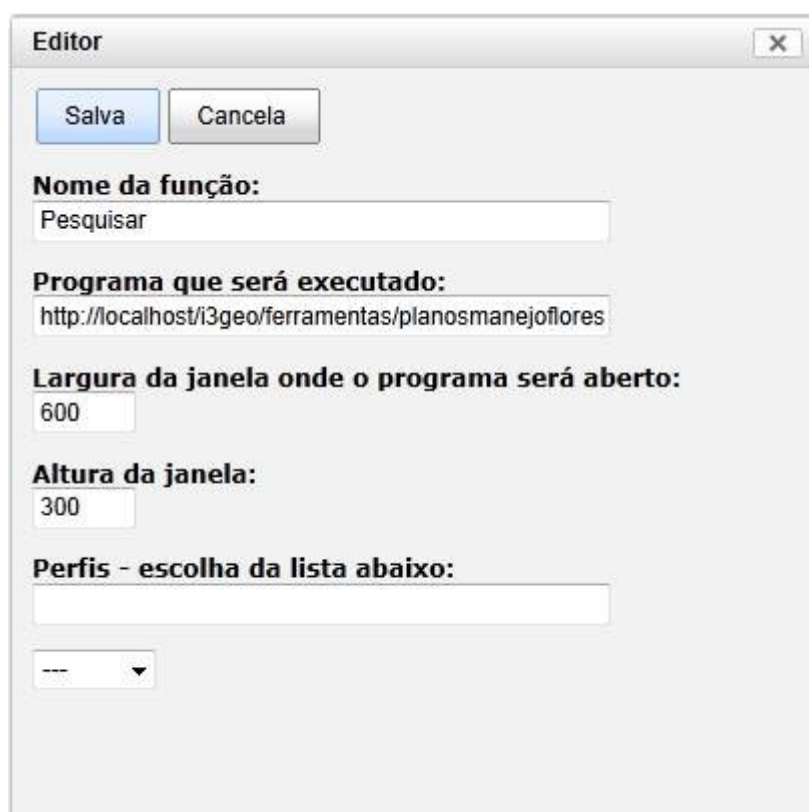 Editor
Salva Cancela
Nome da função:
Pesquisar
Programa que será executado:
http://localhost/i3geo/ferramentas/planosmanejoflores
Largura da janela onde o programa será aberto:
600
Altura da janela:
300
Perfis - escolha da lista abaixo:
---